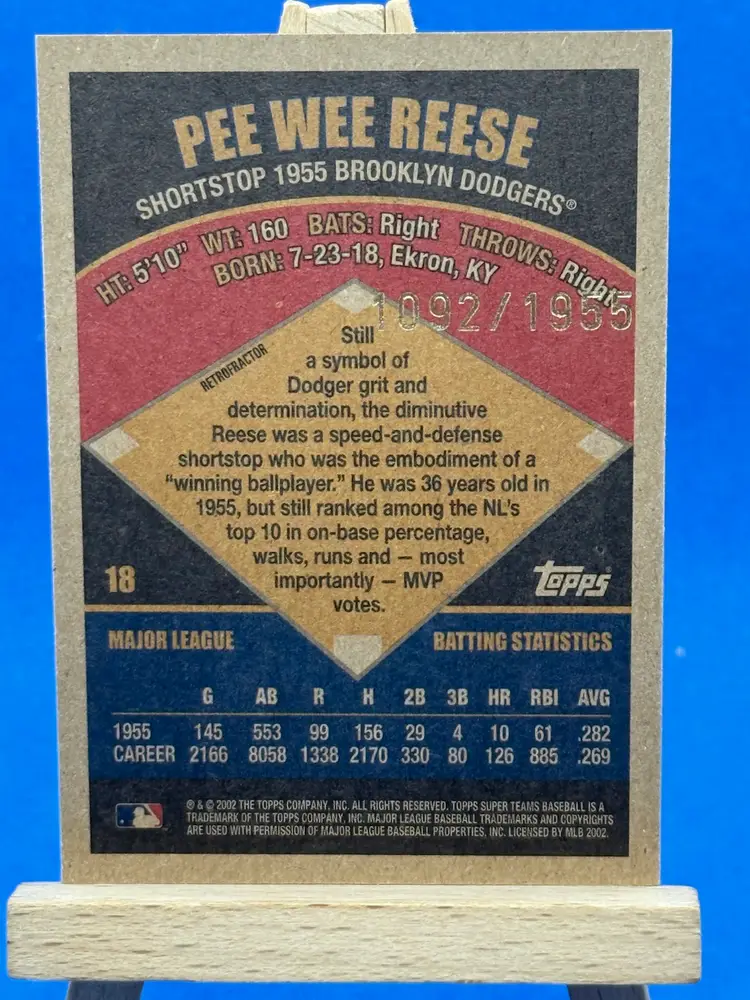 PEE WEE REESE
SHORTSTOP 1955 BROOKLYN DODGERS®
HT: 5'10" WT: 160 BATS: Right THROWS: Right
BORN: 7-23-18, Ekron, KY
1092/1955
RETROFRACTOR
Still
a symbol of
Dodger grit and
determination, the diminutive
Reese was a speed-and-defense
shortstop who was the embodiment of a
"winning ballplayer." He was 36 years old in
1955, but still ranked among the NL's
top 10 in on-base percentage,
walks, runs and — most
importantly — MVP
votes.
18
Topps®
MAJOR LEAGUE BATTING STATISTICS
G AB R H 2B 3B HR RBI AVG
1955 145 553 99 156 29 4 10 61 .282
CAREER 2166 8058 1338 2170 330 80 126 885 .269
® & © 2002 THE TOPPS COMPANY, INC. ALL RIGHTS RESERVED. TOPPS SUPER TEAMS BASEBALL IS A
TRADEMARK OF THE TOPPS COMPANY, INC. MAJOR LEAGUE BASEBALL TRADEMARKS AND COPYRIGHTS
ARE USED WITH PERMISSION OF MAJOR LEAGUE BASEBALL PROPERTIES, INC. LICENSED BY MLB 2002.